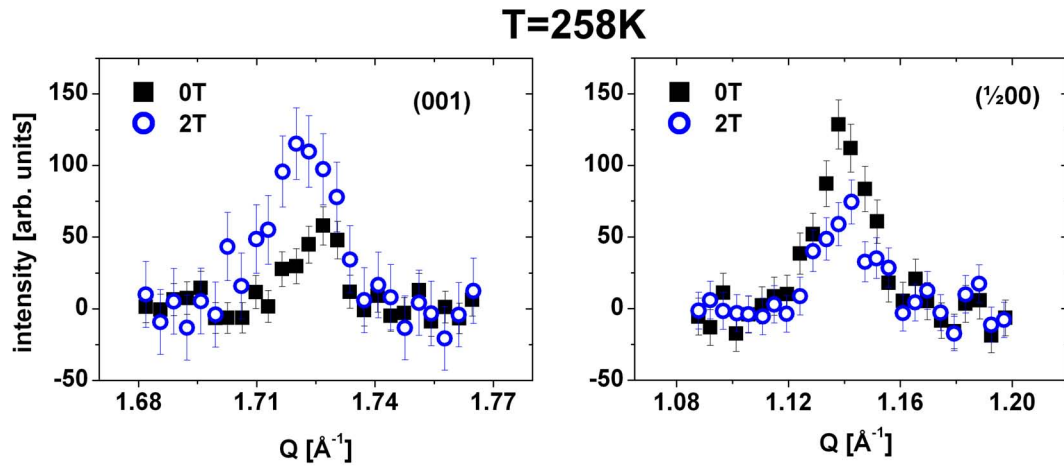 T=258K
intensity [arb. units]
150
100
50
0
-50
0T
2T
(001)
1.68
1.71
1.74
1.77
Q [Å⁻¹]
150
100
50
0
-50
0T
2T
(½00)
1.08
1.12
1.16
1.20
Q [Å⁻¹]